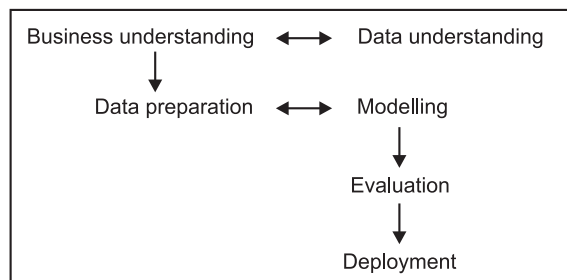 Business understanding Data understanding
Data preparation Modelling
Evaluation
Deployment